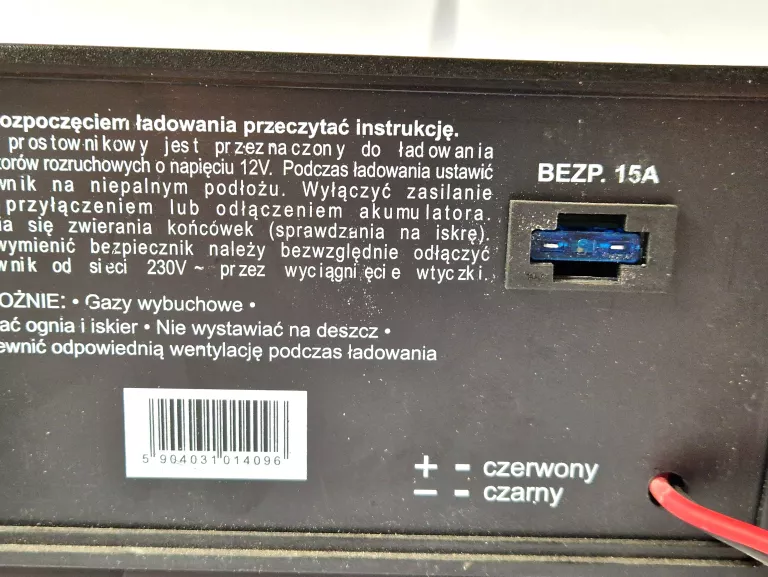 ozpoczęciem ładowania przeczytać instrukcję.
prostownikowy jest przeznaczony do ładowania
torów rozruchowych o napięciu 12V. Podczas ładowania ustawić
wnik na niepalnym podłożu. Wyłączyć zasilanie
przyłączeniem lub odłączeniem akumulatora.
ia się zwierania końcówek (sprawdzania na iskrę).
wymienić bezpiecznik należy bezwzględnie odłączyć
wnik od sieci 230V ~ przez wyciągnięcie wtyczki.
OŻNIE: • Gazy wybuchowe •
ać ognia i iskier • Nie wystawiać na deszcz •
ewnić odpowiednią wentylację podczas ładowania
BEZP. 15A
5 904031 014096
+ - czerwony
− - czarny